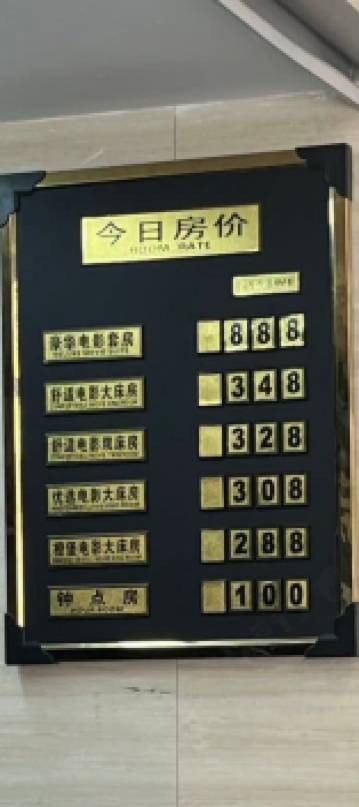 今日房价
ROOM RATE
豪华电影套房 888
舒适电影大床房 348
舒适电影双床房 328
优选电影大床房 308
电影大床房 288
钟点房 100
HOUR ROOM